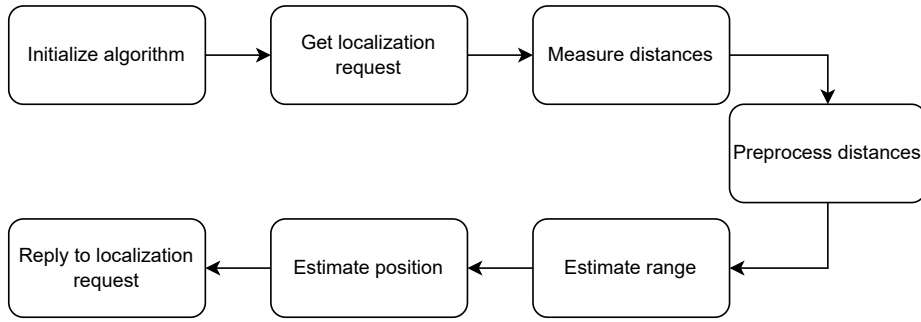 Initialize algorithm
Get localization
request
Measure distances
Preprocess distances
Estimate range
Estimate position
Reply to localization
request